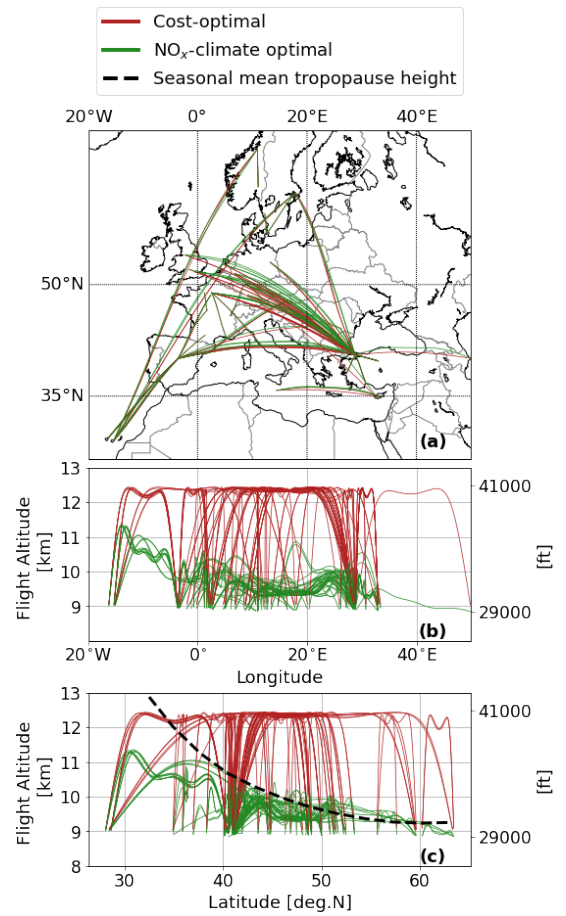 Cost-optimal
NOx-climate optimal
Seasonal mean tropopause height
20°W 0° 20°E 40°E
50°N
35°N
(a)
13
12
11
10
9
8
Flight Altitude
[km]
41000
29000
[ft]
(b)
20°W 0° 20°E 40°E
Longitude
13
12
11
10
9
8
Flight Altitude
[km]
41000
29000
[ft]
(c)
30 40 50 60
Latitude [deg.N]